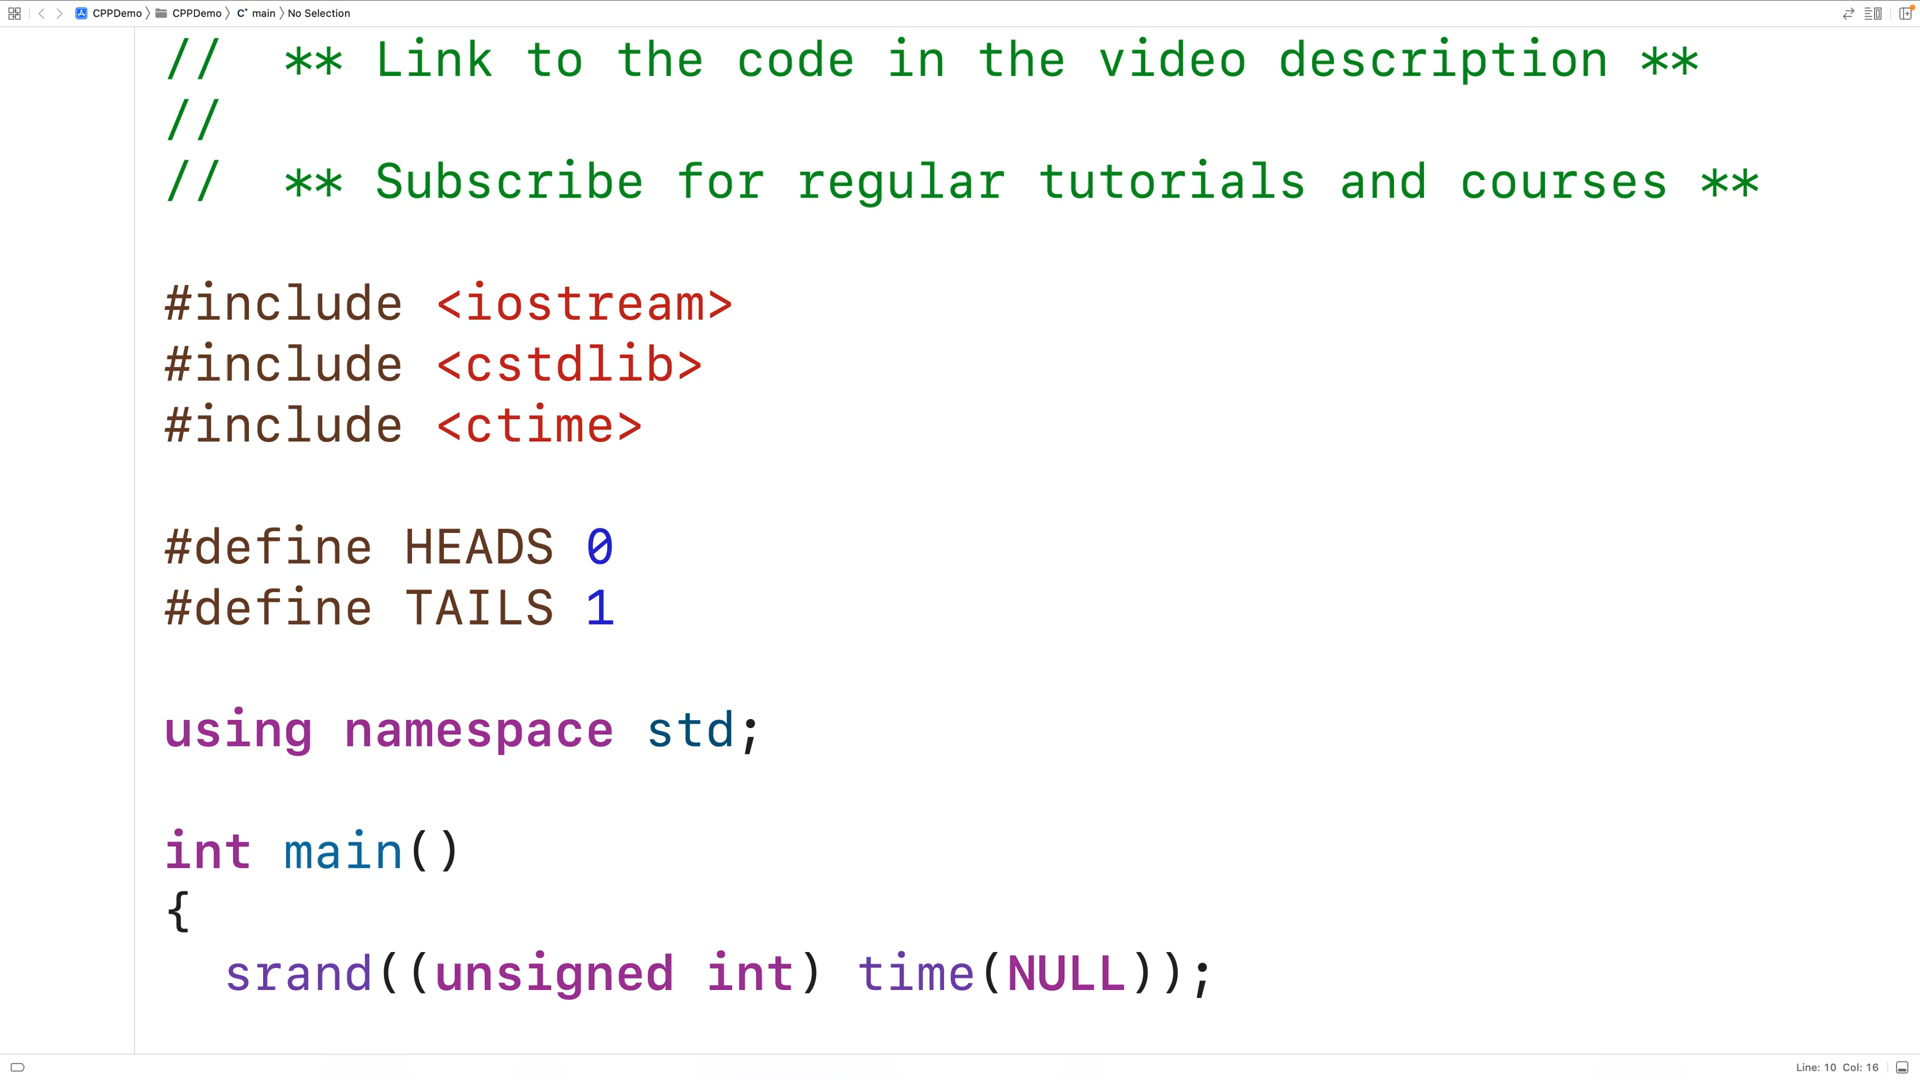 CPPDemo CPPDemo C+ main No Selection
// ** Link to the code in the video description **
//
// ** Subscribe for regular tutorials and courses **
#include <iostream>
#include <cstdlib>
#include <ctime>
#define HEADS 0
#define TAILS 1
using namespace std;
int main()
{
srand((unsigned int) time(NULL));
Line: 10 Col: 16